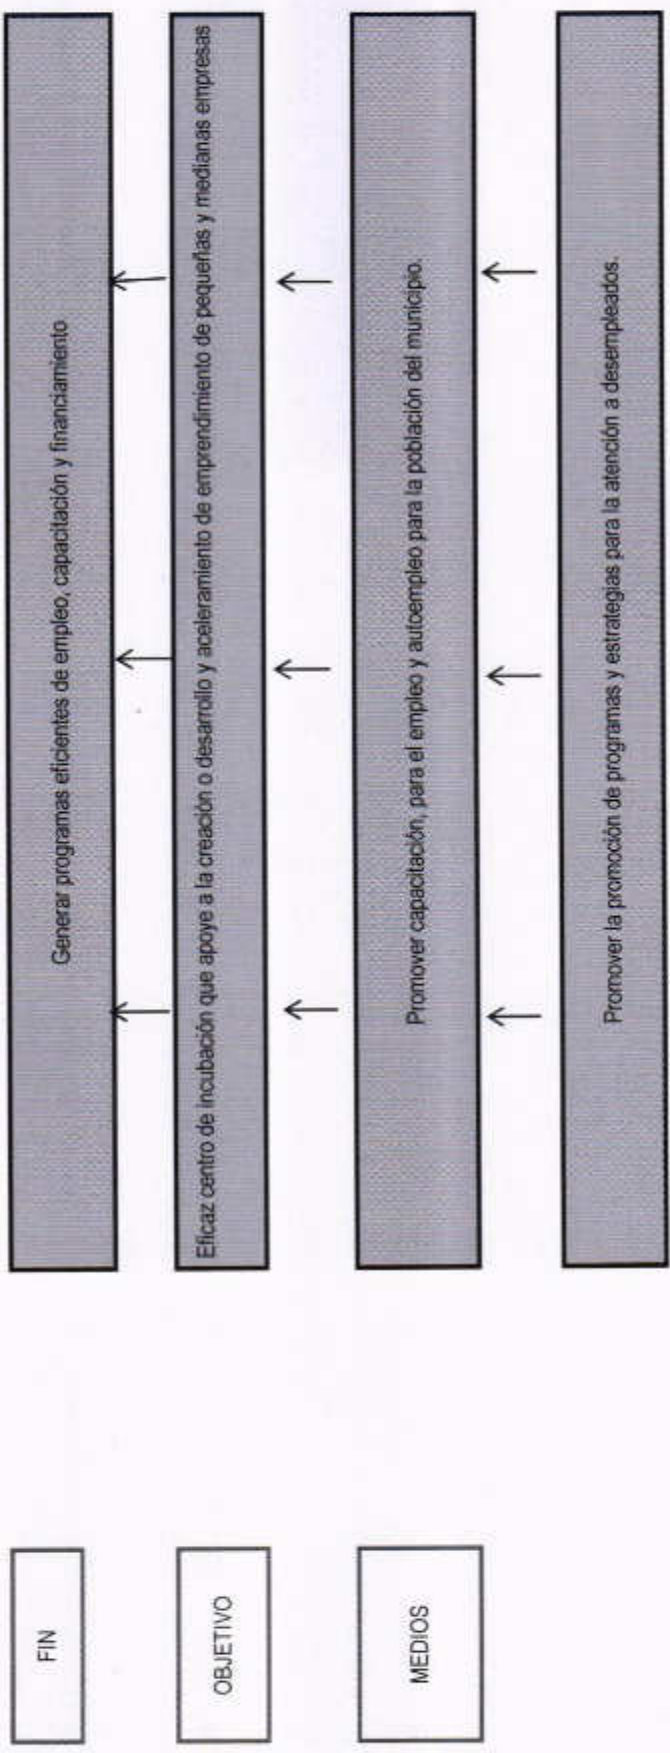 FIN
Generar programas eficientes de empleo, capacitación y financiamiento
OBJETIVO
Eficaz centro de incubación que apoye a la creación o desarrollo y aceleramiento de emprendimiento de pequeñas y medianas empresas
MEDIOS
Promover capacitación, para el empleo y autoempleo para la población del municipio.
Promover la promoción de programas y estrategias para la atención a desempleados.